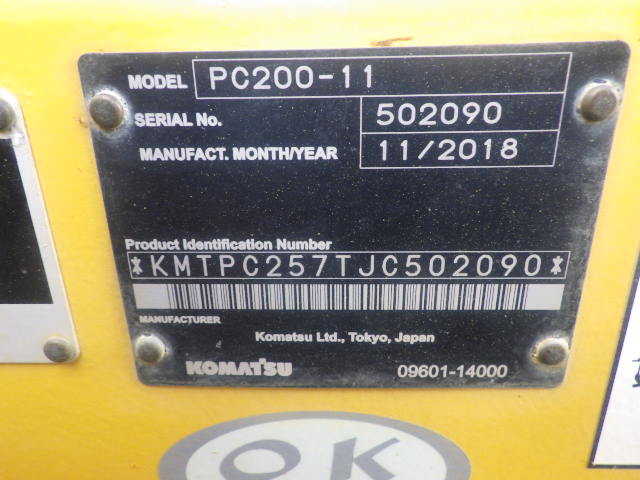 MODEL PC200-11
SERIAL No. 502090
MANUFACT. MONTH/YEAR 11/2018
Product Identification Number
*KMTPC257TJC502090*
MANUFACTURER
Komatsu Ltd., Tokyo, Japan
KOMATSU 09601-14000
OK